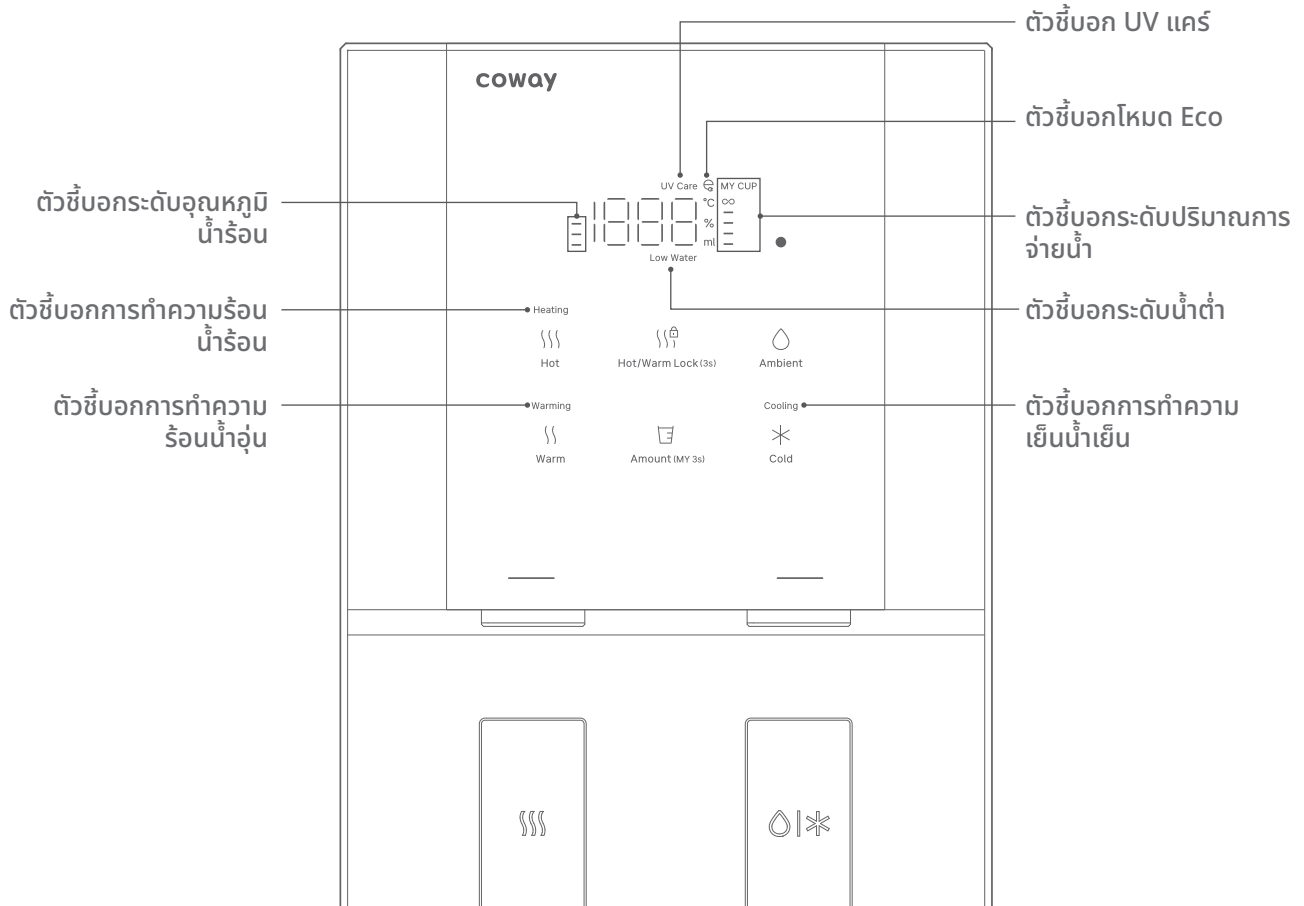 ตัวชี้บอก UV แคร์
coway
ตัวชี้บอกโหมด Eco
UV Care MY CUP
ตัวชี้บอกระดับอุณหภูมิ
น้ำร้อน
1888 °C ∞
%
ml
ตัวชี้บอกระดับปริมาณการ
จ่ายน้ำ
Low Water
ตัวชี้บอกการทำความร้อน
น้ำร้อน
Heating
ตัวชี้บอกระดับน้ำต่ำ
Hot Hot/Warm Lock (3s) Ambient
ตัวชี้บอกการทำความ
ร้อนน้ำอุ่น
Warming Cooling
ตัวชี้บอกการทำความ
เย็นน้ำเย็น
Warm Amount (MY 3s) Cold